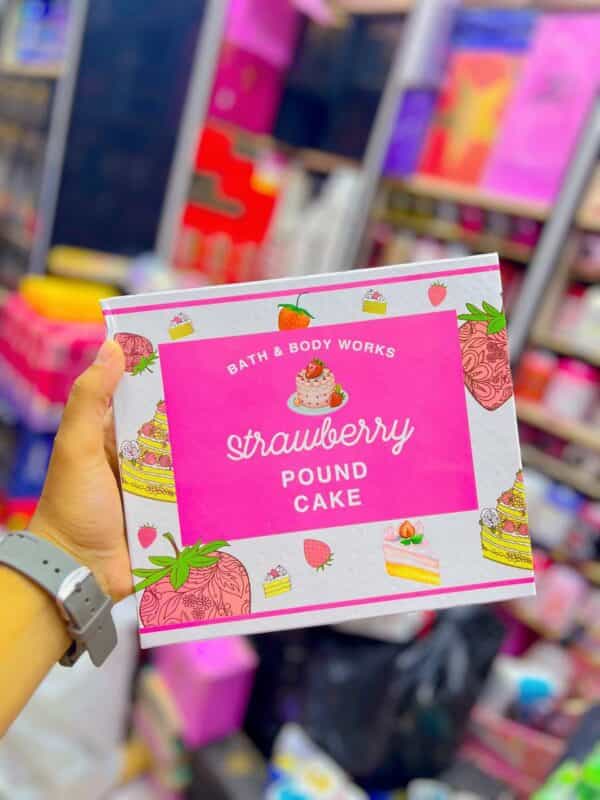 BATH & BODY WORKS
strawberry
POUND
CAKE